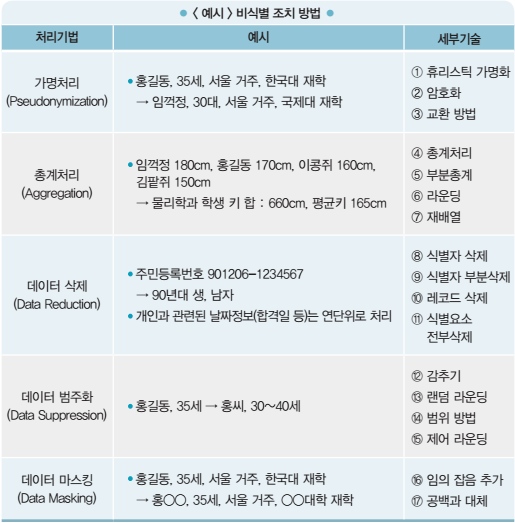 ● < 예시 > 비식별 조치 방법 ●
처리기법 예시 세부기술
가명처리
(Pseudonymization)
• 홍길동, 35세, 서울 거주, 한국대 재학
→ 임꺽정, 30대, 서울 거주, 국제대 재학
① 휴리스틱 가명화
② 암호화
③ 교환 방법
총계처리
(Aggregation)
• 임꺽정 180cm, 홍길동 170cm, 이콩쥐 160cm,
김팥쥐 150cm
→ 물리학과 학생 키 합 : 660cm, 평균키 165cm
④ 총계처리
⑤ 부분총계
⑥ 라운딩
⑦ 재배열
데이터 삭제
(Data Reduction)
• 주민등록번호 901206-1234567
→ 90년대 생, 남자
• 개인과 관련된 날짜정보(합격일 등)는 연단위로 처리
⑧ 식별자 삭제
⑨ 식별자 부분삭제
⑩ 레코드 삭제
⑪ 식별요소
전부삭제
데이터 범주화
(Data Suppression)
• 홍길동, 35세 → 홍씨, 30~40세
⑫ 감추기
⑬ 랜덤 라운딩
⑭ 범위 방법
⑮ 제어 라운딩
데이터 마스킹
(Data Masking)
• 홍길동, 35세, 서울 거주, 한국대 재학
→ 홍○○, 35세, 서울 거주, ○○대학 재학
⑯ 임의 잡음 추가
⑰ 공백과 대체